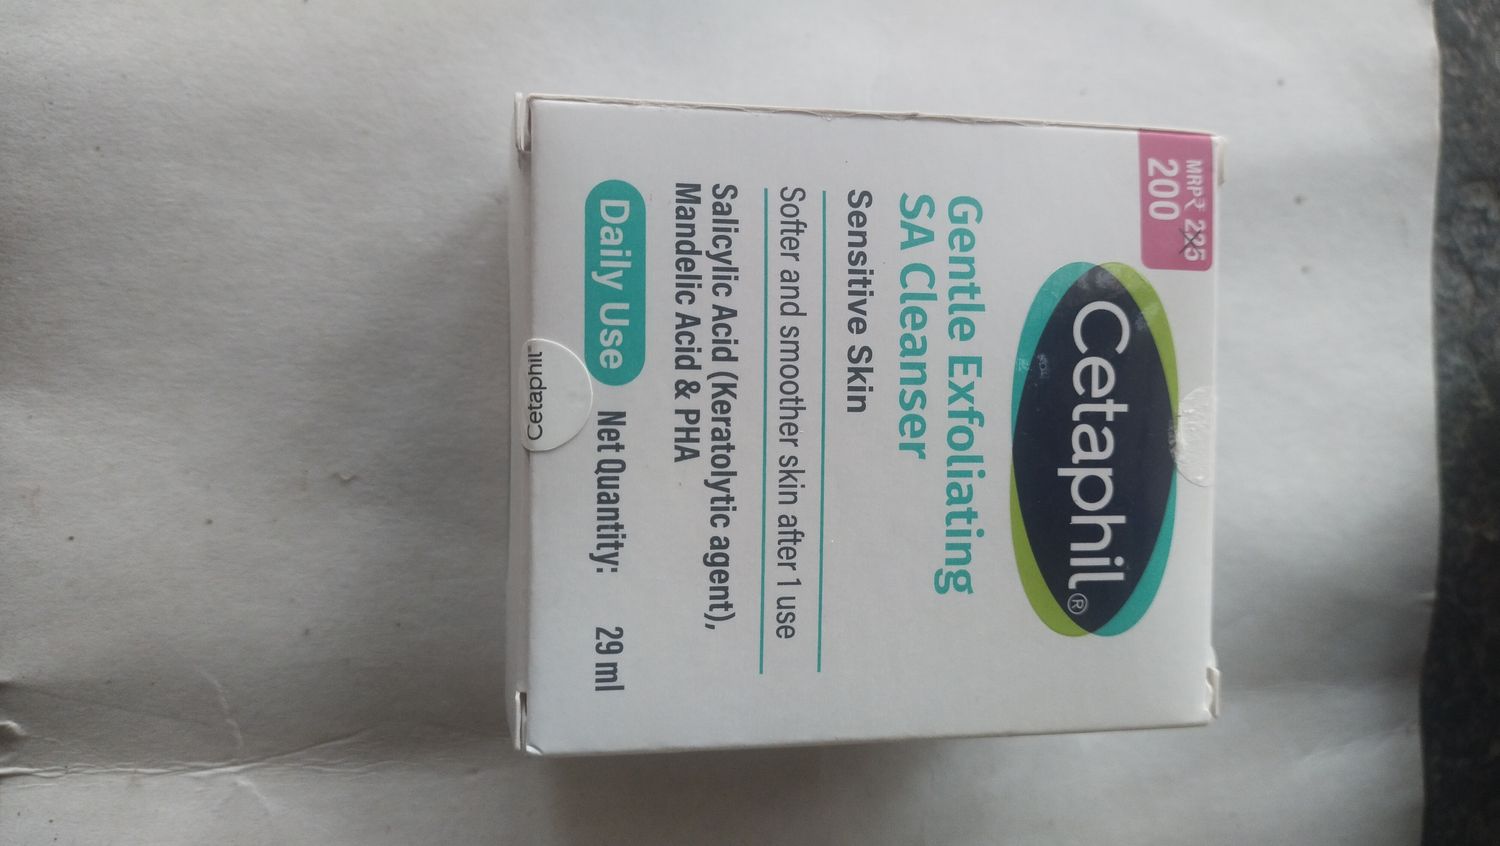 MRP₹ 225
200
Cetaphil®
Gentle Exfoliating
SA Cleanser
Sensitive Skin
Softer and smoother skin after 1 use
Salicylic Acid (Keratolytic agent),
Mandelic Acid & PHA
Daily Use Net Quantity: 29 ml
Cetaphil